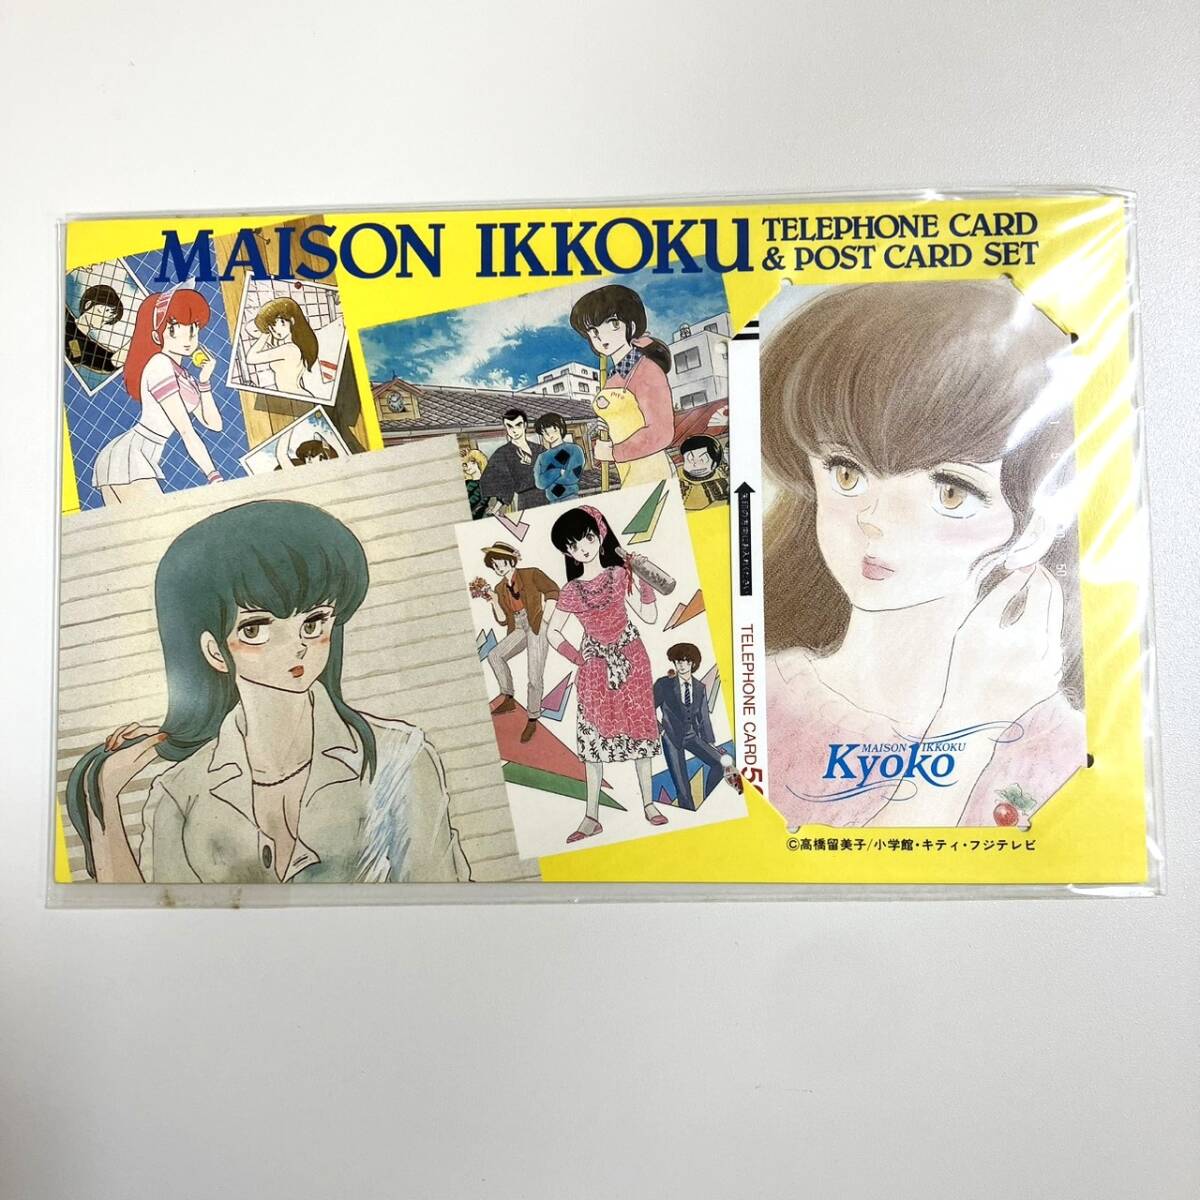 MAISON IKKOKU
TELEPHONE CARD
& POST CARD SET
TELEPHONE CARD
50
MAISON IKKOKU
Kyoko
©高橋留美子/小学館・キティ・フジテレビ